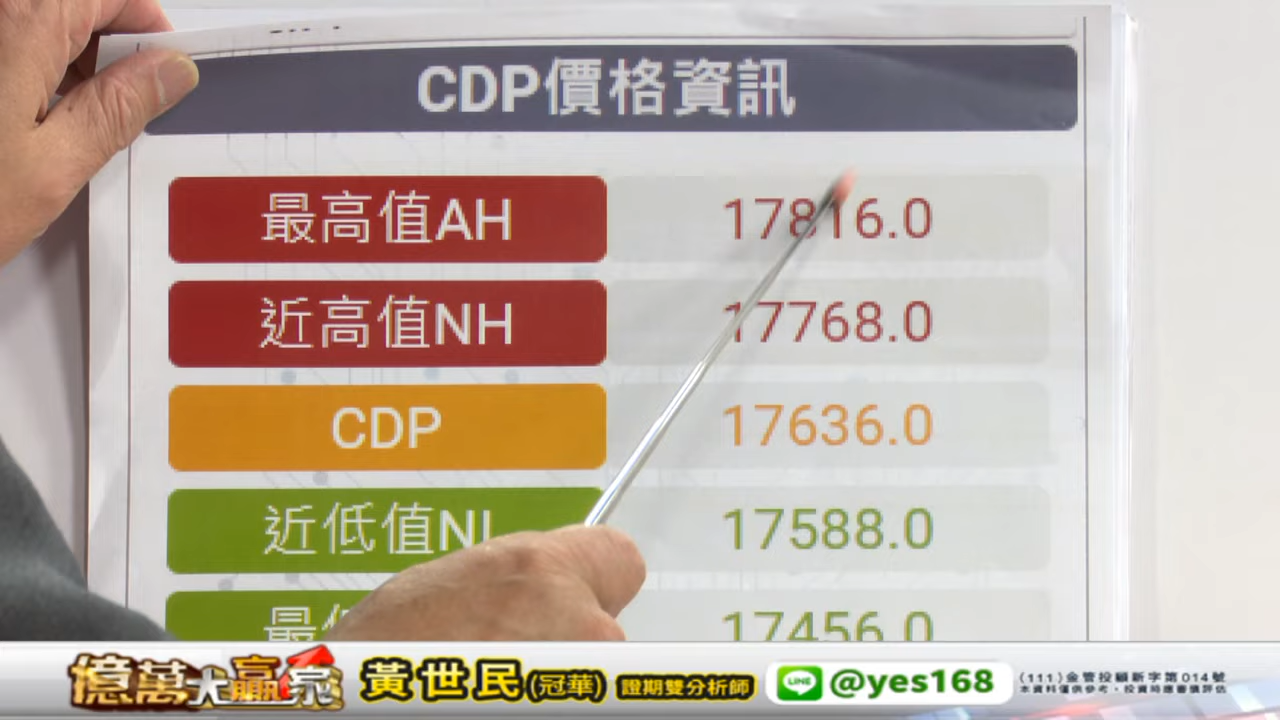 CDP價格資訊
最高值AH 17816.0
近高值NH 17768.0
CDP 17636.0
近低值NL 17588.0
最低 17456.0
億萬大贏家 黃世民(冠華) 證期雙分析師 LINE @yes168 (111)金管投顧新字第014號
本資料僅供參考，投資時應審慎評估